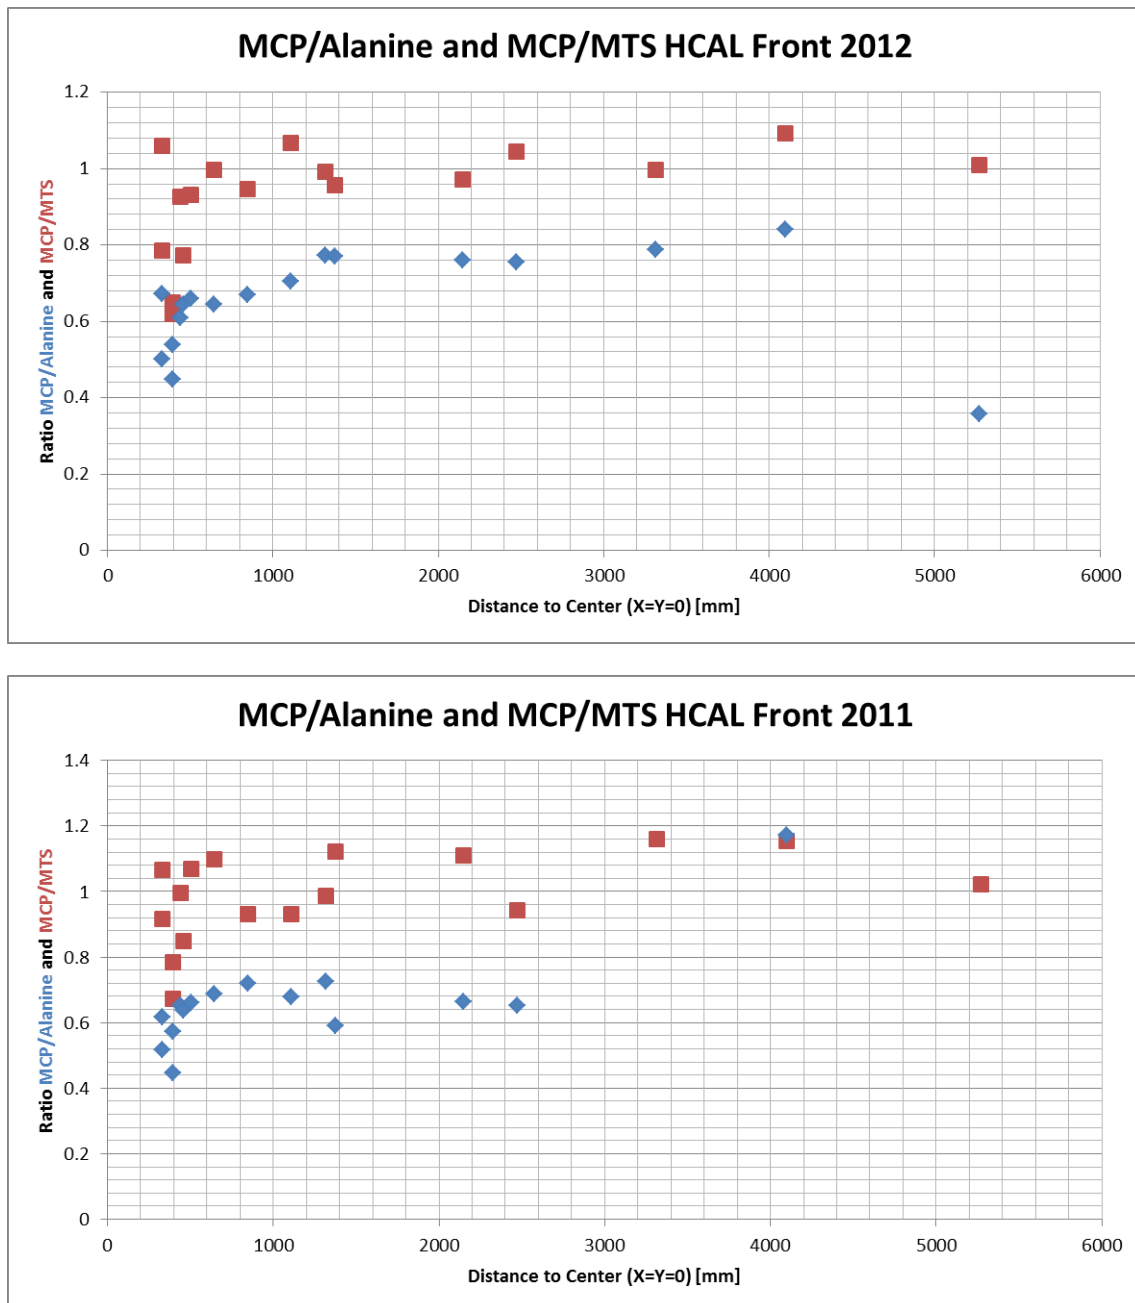 MCP/Alanine and MCP/MTS HCAL Front 2012
Ratio MCP/Alanine and MCP/MTS
1.2
1
0.8
0.6
0.4
0.2
0
0 1000 2000 3000 4000 5000 6000
Distance to Center (X=Y=0) [mm]
MCP/Alanine and MCP/MTS HCAL Front 2011
Ratio MCP/Alanine and MCP/MTS
1.4
1.2
1
0.8
0.6
0.4
0.2
0
0 1000 2000 3000 4000 5000 6000
Distance to Center (X=Y=0) [mm]